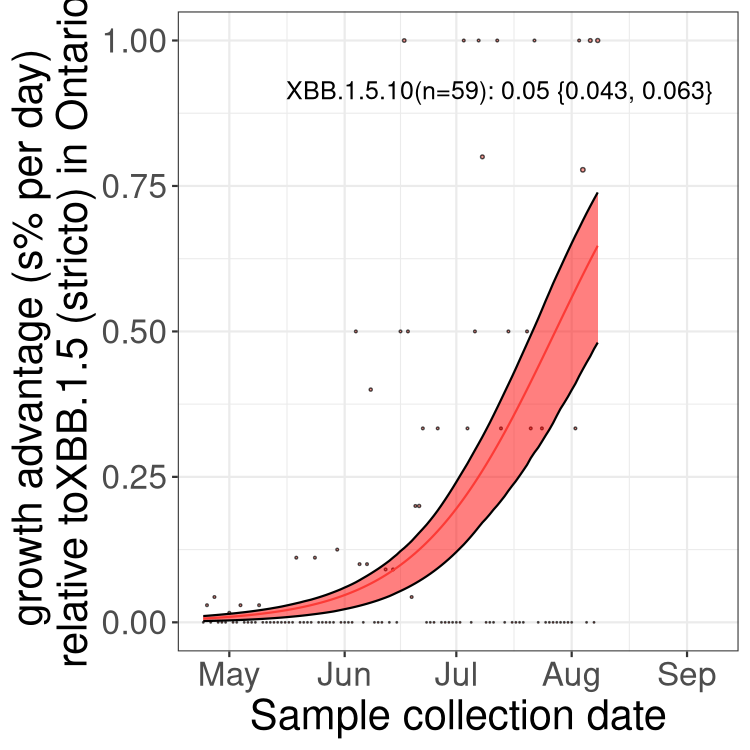 growth advantage (s% per day)
relative toXBB.1.5 (stricto) in Ontario
1.00
XBB.1.5.10(n=59): 0.05 {0.043, 0.063}
0.75
0.50
0.25
0.00
May Jun Jul Aug Sep
Sample collection date